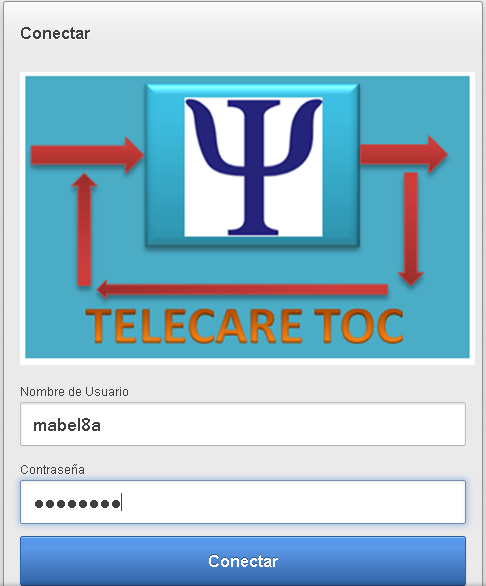 Conectar
Ψ
TELECARE TOC
Nombre de Usuario
mabel8a
Contraseña
●●●●●●●●
Conectar